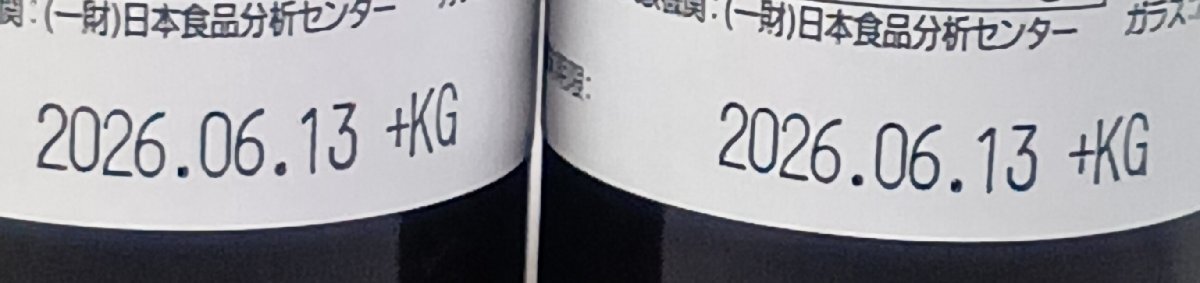 関:(一財)日本食品分析センター
2026.06.13 +KG
関:(一財)日本食品分析センター
ガラス
限:
2026.06.13 +KG